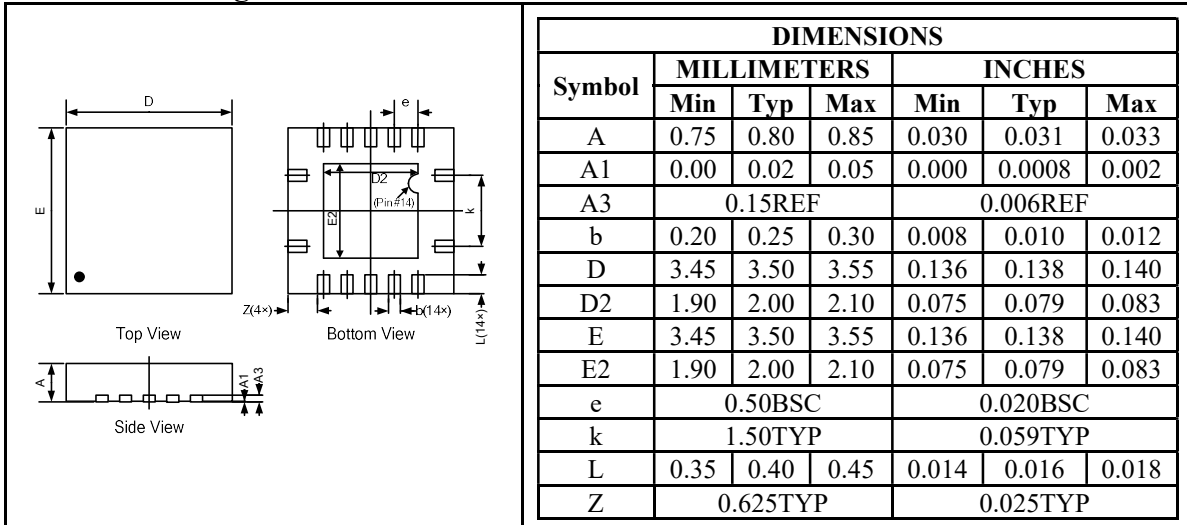 D
e
D2
(Pin #14)
E
E2
k
Z(4×)
b(14×)
L(14×)
Top View
Bottom View
A
A1
A3
Side View
DIMENSIONS
Symbol MILLIMETERS INCHES
Min Typ Max Min Typ Max
A 0.75 0.80 0.85 0.030 0.031 0.033
A1 0.00 0.02 0.05 0.000 0.0008 0.002
A3 0.15REF 0.006REF
b 0.20 0.25 0.30 0.008 0.010 0.012
D 3.45 3.50 3.55 0.136 0.138 0.140
D2 1.90 2.00 2.10 0.075 0.079 0.083
E 3.45 3.50 3.55 0.136 0.138 0.140
E2 1.90 2.00 2.10 0.075 0.079 0.083
e 0.50BSC 0.020BSC
k 1.50TYP 0.059TYP
L 0.35 0.40 0.45 0.014 0.016 0.018
Z 0.625TYP 0.025TYP